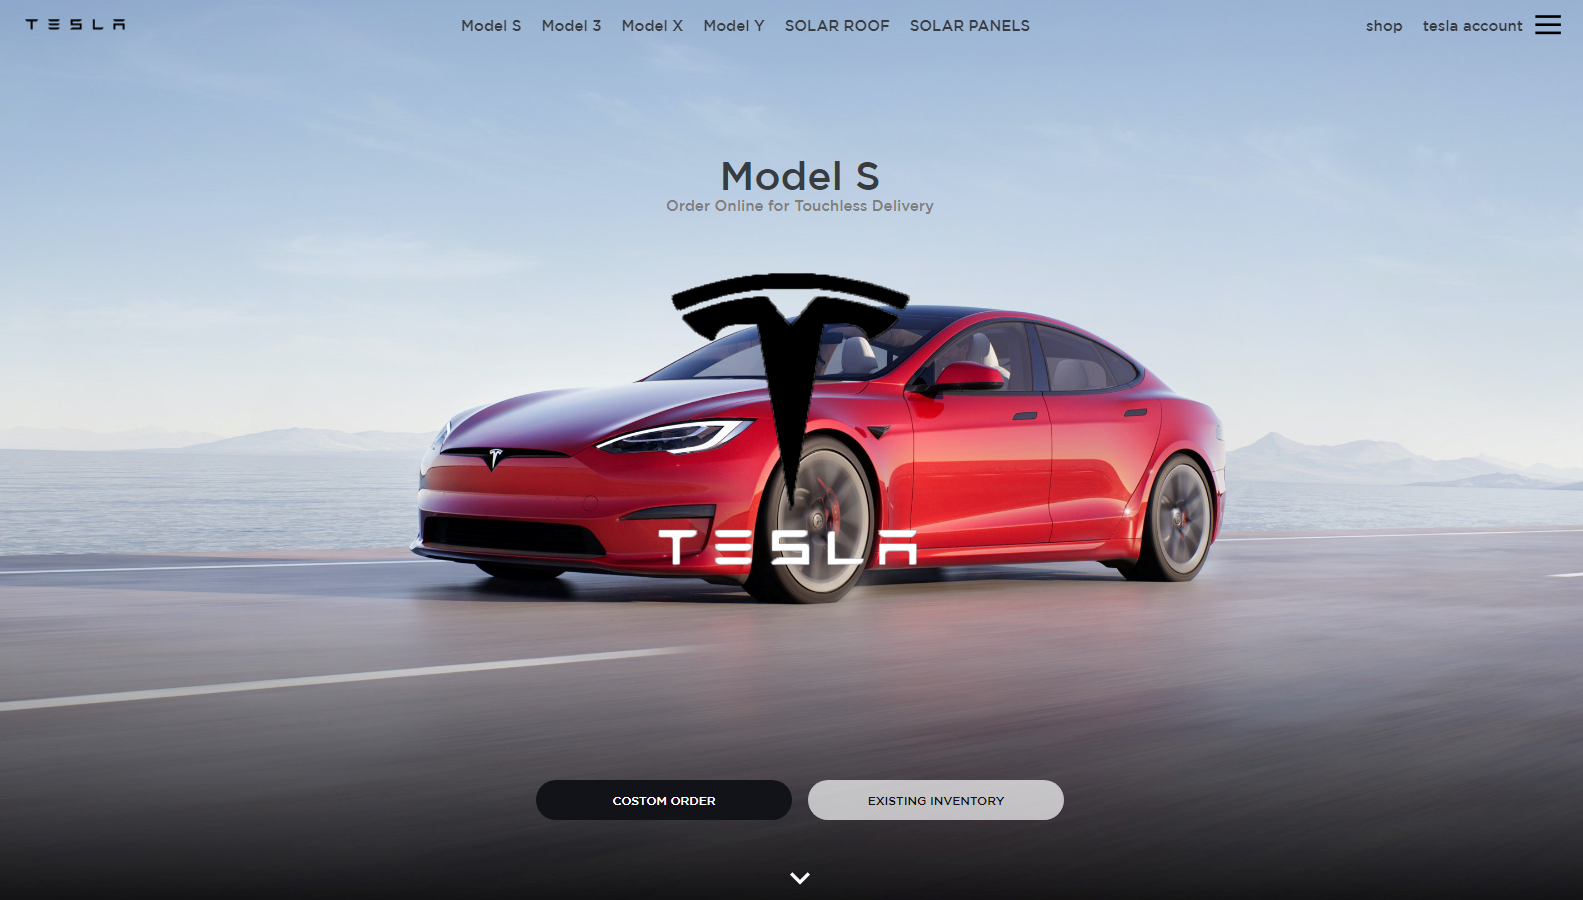 TESLA
Model S Model 3 Model X Model Y SOLAR ROOF SOLAR PANELS
shop tesla account
Model S
Order Online for Touchless Delivery
TESLA
COSTOM ORDER
EXISTING INVENTORY